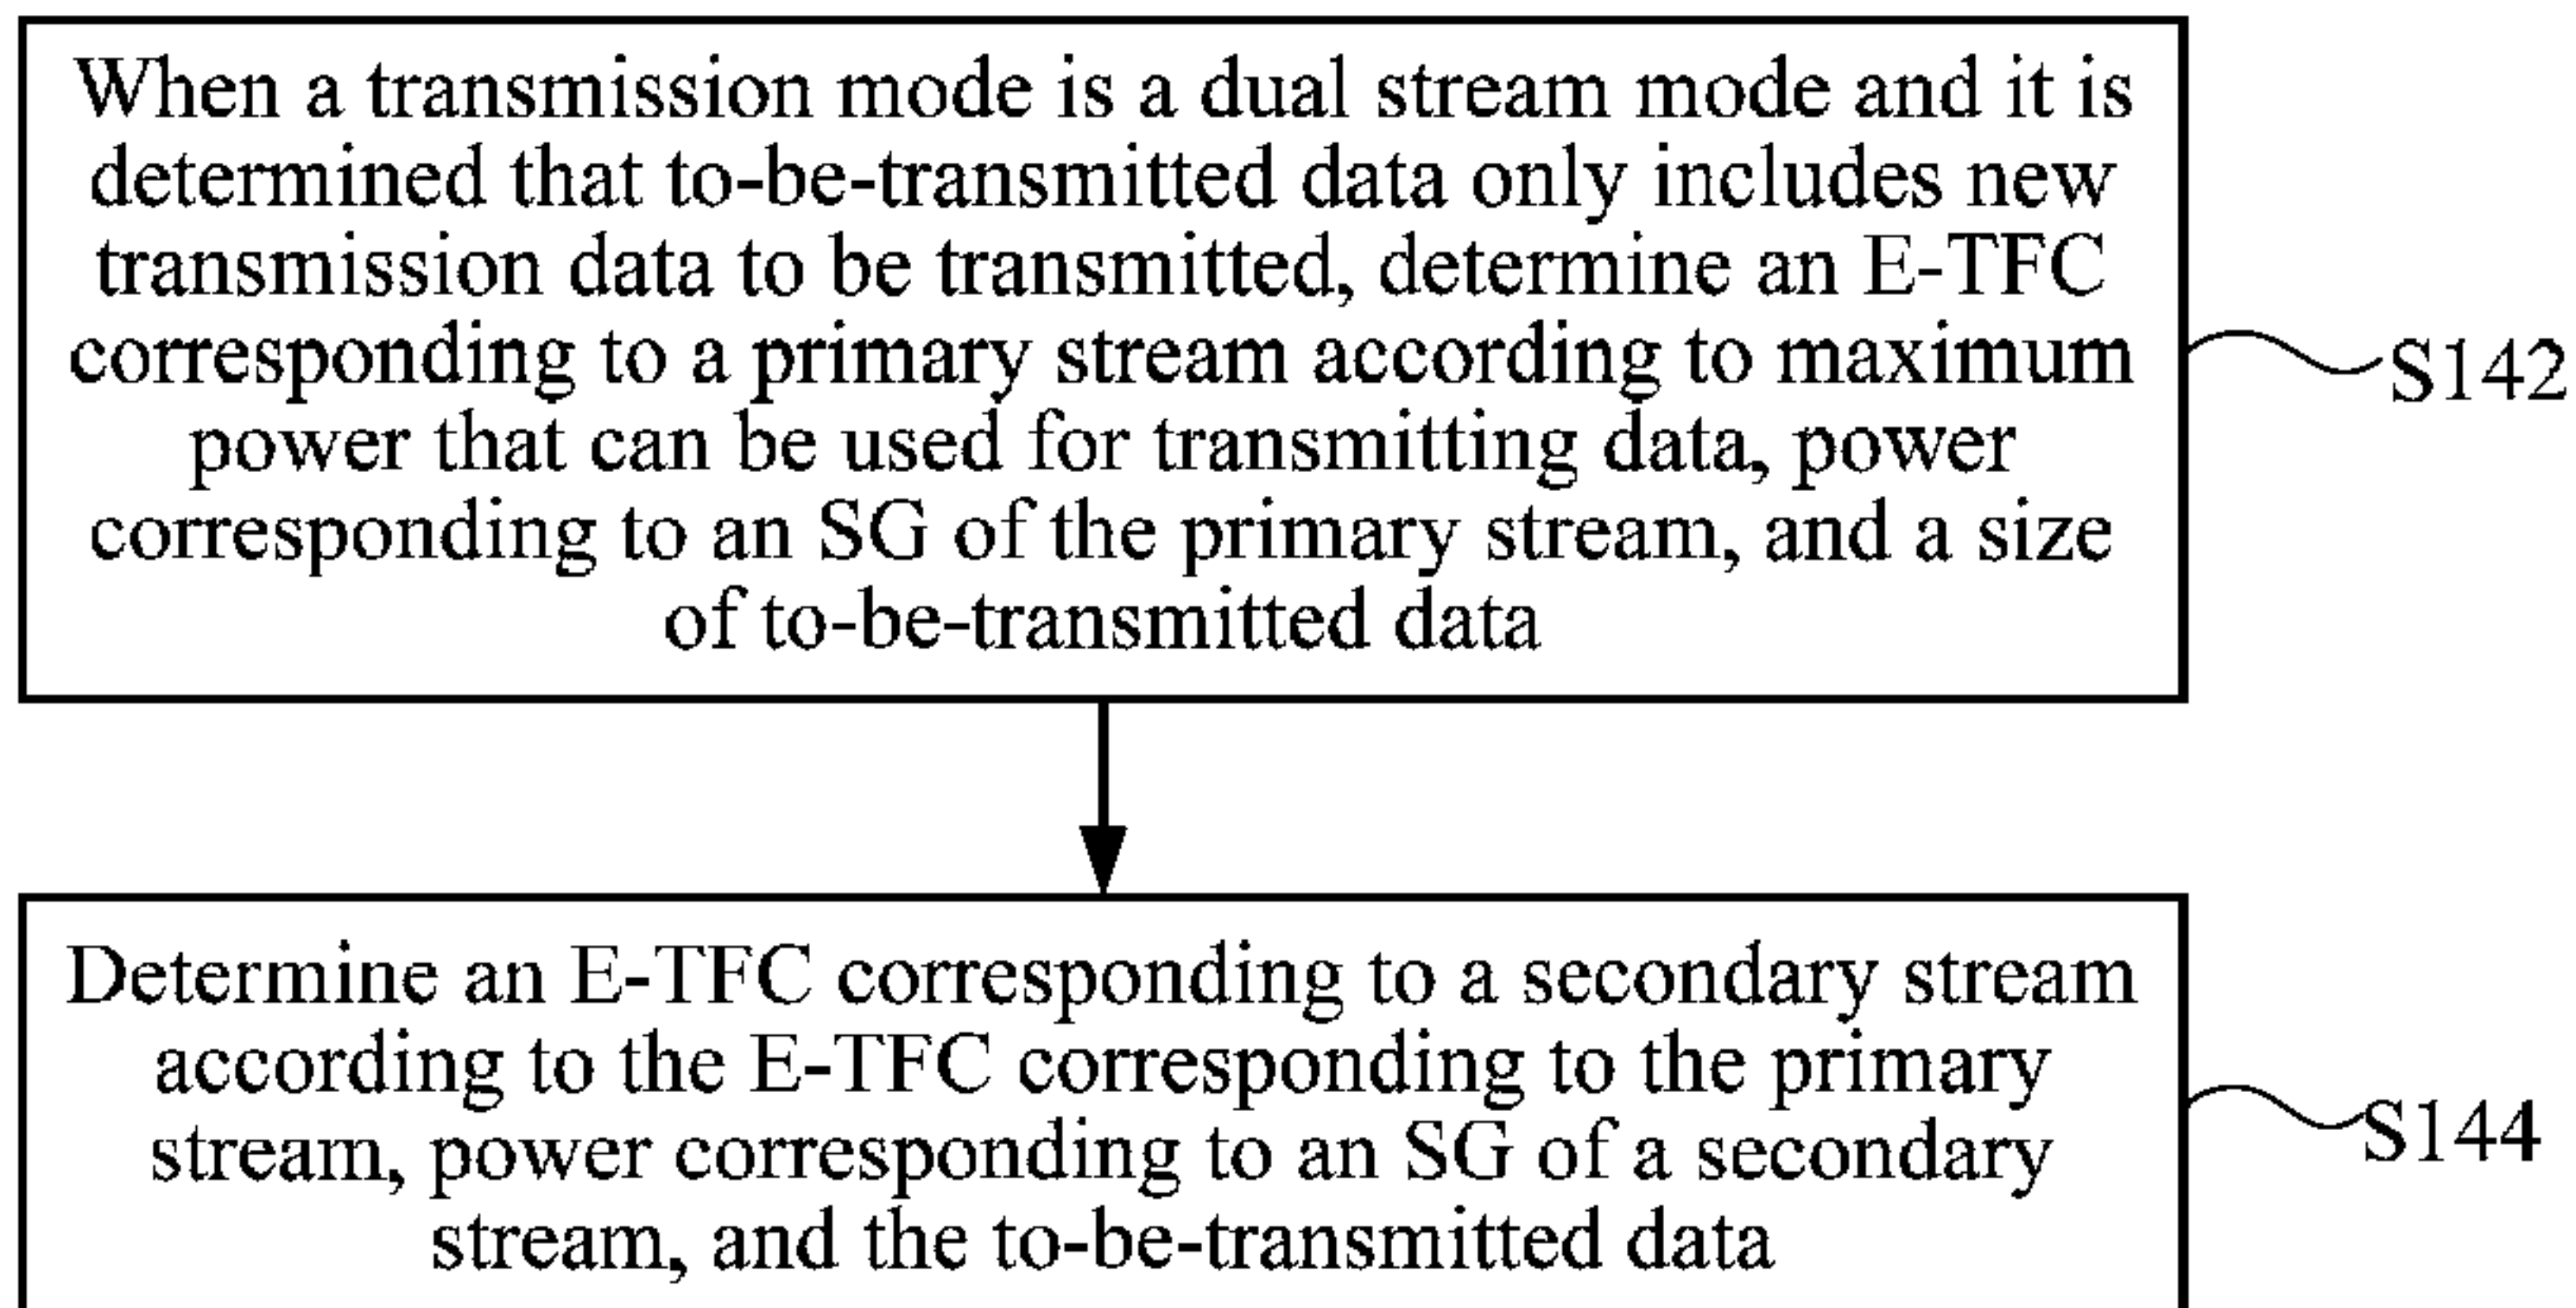 When a transmission mode is a dual stream mode and it is
determined that to-be-transmitted data only includes new
transmission data to be transmitted, determine an E-TFC
corresponding to a primary stream according to maximum
power that can be used for transmitting data, power
corresponding to an SG of the primary stream, and a size
of to-be-transmitted data
S142
Determine an E-TFC corresponding to a secondary stream
according to the E-TFC corresponding to the primary
stream, power corresponding to an SG of a secondary
stream, and the to-be-transmitted data
S144